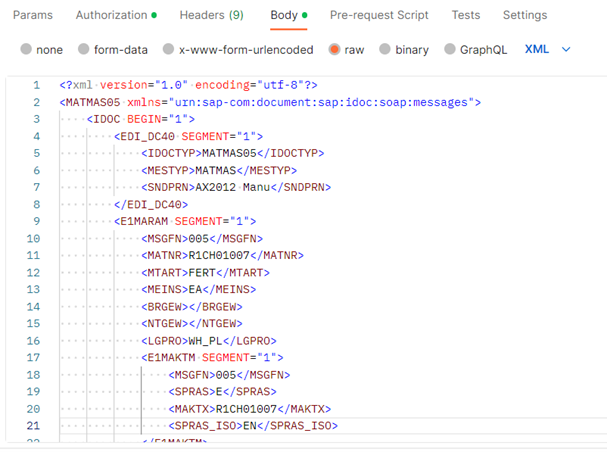 Params Authorization Headers (9) Body Pre-request Script Tests Settings
none form-data x-www-form-urlencoded raw binary GraphQL XML
1 <?xml version="1.0" encoding="utf-8"?>
2 <MATMAS05 xmlns="urn:sap-com:document:sap:idoc:soap:messages">
3 <IDOC BEGIN="1">
4 <EDI_DC40 SEGMENT="1">
5 <IDOCTYP>MATMAS05</IDOCTYP>
6 <MESTYP>MATMAS</MESTYP>
7 <SNDPRN>AX2012 Manu</SNDPRN>
8 </EDI_DC40>
9 <E1MARAM SEGMENT="1">
10 <MSGFN>005</MSGFN>
11 <MATNR>R1CH01007</MATNR>
12 <MTART>FERT</MTART>
13 <MEINS>EA</MEINS>
14 <BRGEW></BRGEW>
15 <NTGEW></NTGEW>
16 <LGPRO>WH_PL</LGPRO>
17 <E1MAKTM SEGMENT="1">
18 <MSGFN>005</MSGFN>
19 <SPRAS>E</SPRAS>
20 <MAKTX>R1CH01007</MAKTX>
21 <SPRAS_ISO>EN</SPRAS_ISO>
22 </E1MAKTM>